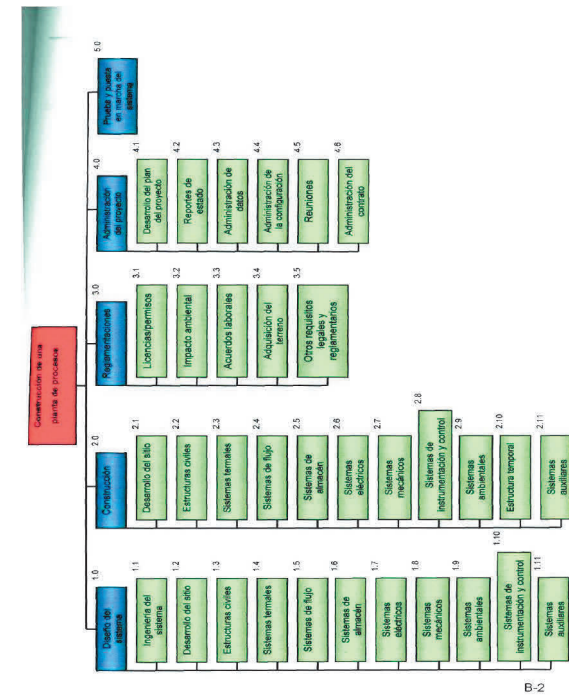 Construcción de una
planta de procesos
1.0
Diseño del
sistema
1.1
Ingeniería del
sistema
1.2
Desarrollo del sitio
1.3
Estructuras civiles
1.4
Sistemas termales
1.5
Sistemas de flujo
1.6
Sistemas de
almacén
1.7
Sistemas
eléctricos
1.8
Sistemas
mecánicos
1.9
Sistemas
ambientales
1.10
Sistemas de
instrumentación y control
1.11
Sistemas
auxiliares
2.0
Construcción
2.1
Desarrollo del sitio
2.2
Estructuras civiles
2.3
Sistemas termales
2.4
Sistemas de flujo
2.5
Sistemas de
almacén
2.6
Sistemas
eléctricos
2.7
Sistemas
mecánicos
2.8
Sistemas de
instrumentación y control
2.9
Sistemas
ambientales
2.10
Estructura temporal
2.11
Sistemas
auxiliares
3.0
Reglamentaciones
3.1
Licencias/permisos
3.2
Impacto ambiental
3.3
Acuerdos laborales
3.4
Adquisición del
terreno
3.5
Otros requisitos
legales y
reglamentarios
4.0
Administración
del proyecto
4.1
Desarrollo del plan
del proyecto
4.2
Reportes de
estado
4.3
Administración de
datos
4.4
Administración de
la configuración
4.5
Reuniones
4.6
Administración del
contrato
5.0
Prueba y puesta
en marcha del
sistema
B-2